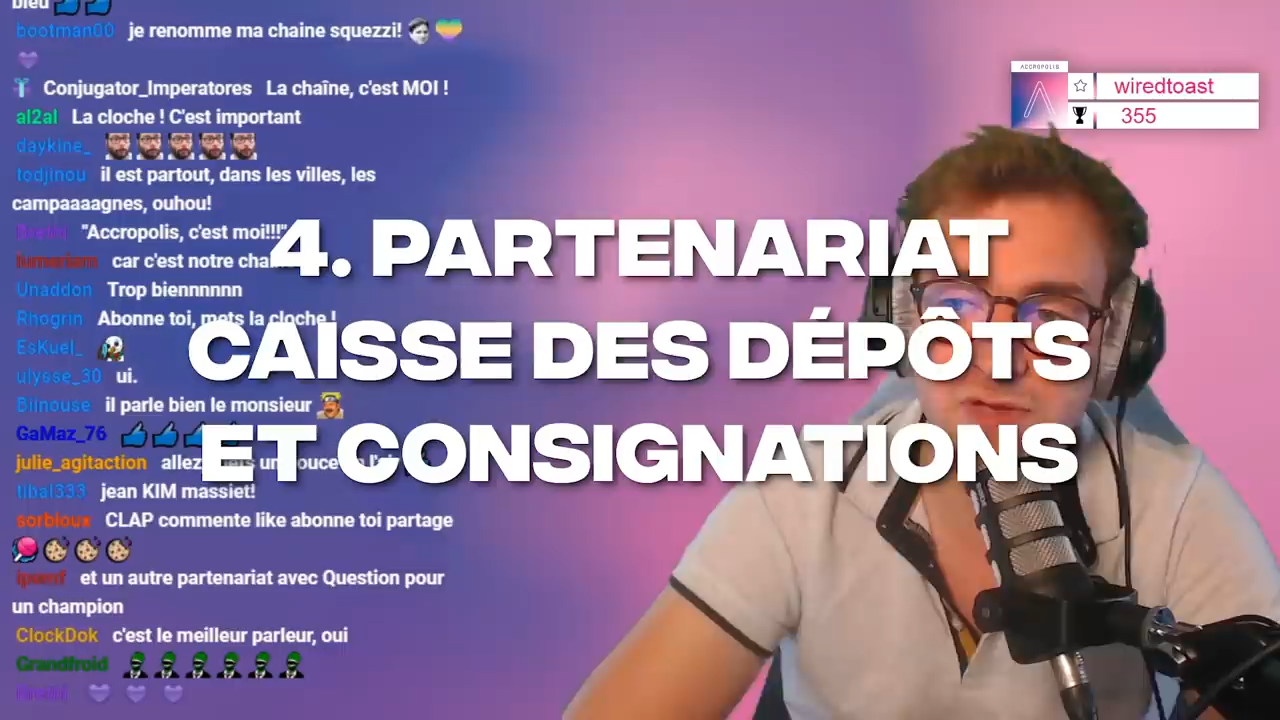 bleu
bootman00 je renomme ma chaine squezzi!
Conjugator_Imperatores La chaîne, c'est MOI !
al2al La cloche ! C'est important
daykine_
todjinou il est partout, dans les villes, les
campaaaagnes, ouhou!
"Accropolis, c'est moi!!!"
car c'est notre
Unaddon Trop biennnnnn
Rhogrin Abonne toi, mets la cloche !
EsKuel_
ulysse_30 ui.
il parle bien le monsieur
GaMaz_76
julie_agitaction
tibal333 jean KIM massiet!
sorbioux CLAP commente like abonne toi partage
et un autre partenariat avec Question pour
un champion
ClockDok c'est le meilleur parleur, oui
Grandfroid
4. PARTENARIAT
CAISSE DES DÉPÔTS
ET CONSIGNATIONS
ACCROPOLIS
wiredtoast
355